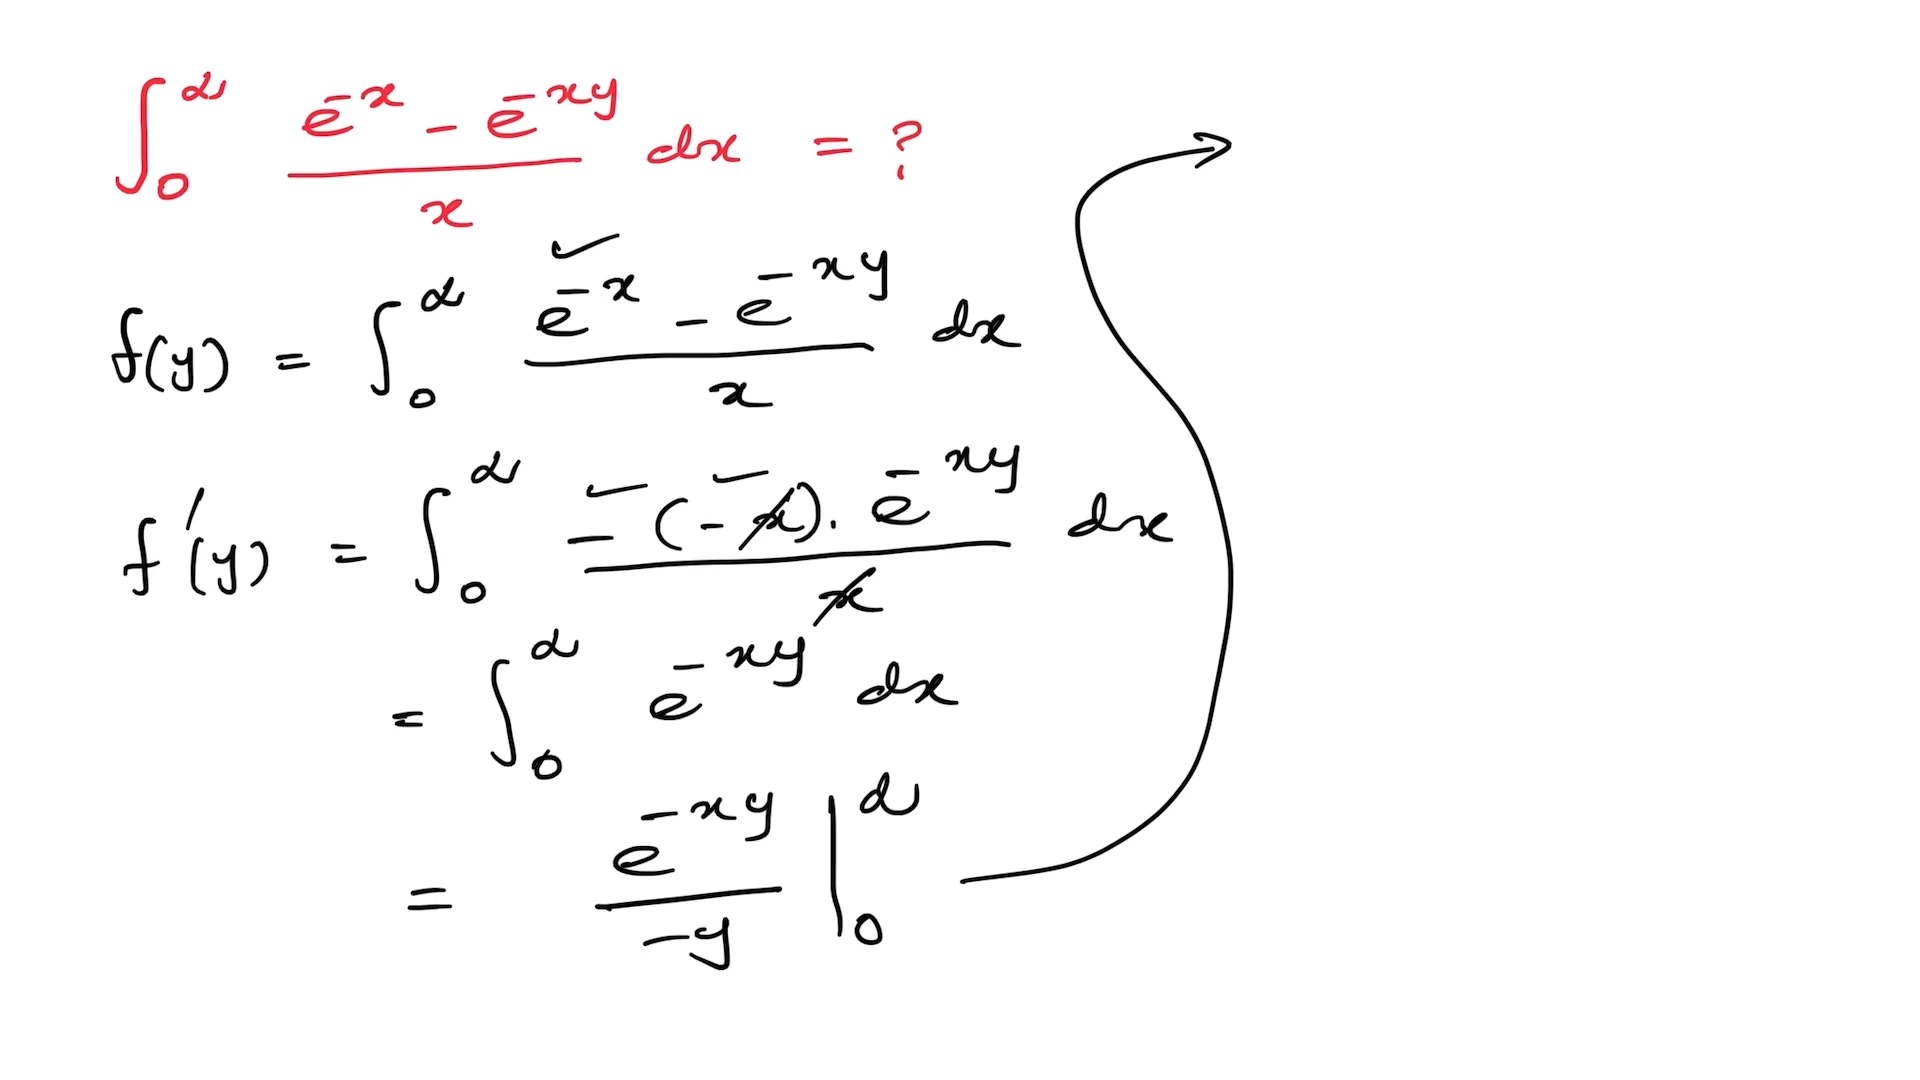 ∫₀^∞ (e^{-x} - e^{-xy})/x dx = ?
f(y) = ∫₀^∞ (e^{-x} - e^{-xy})/x dx
f'(y) = ∫₀^∞ (-(-x).e^{-xy})/x dx
= ∫₀^∞ e^{-xy} dx
= e^{-xy}/-y |₀^∞